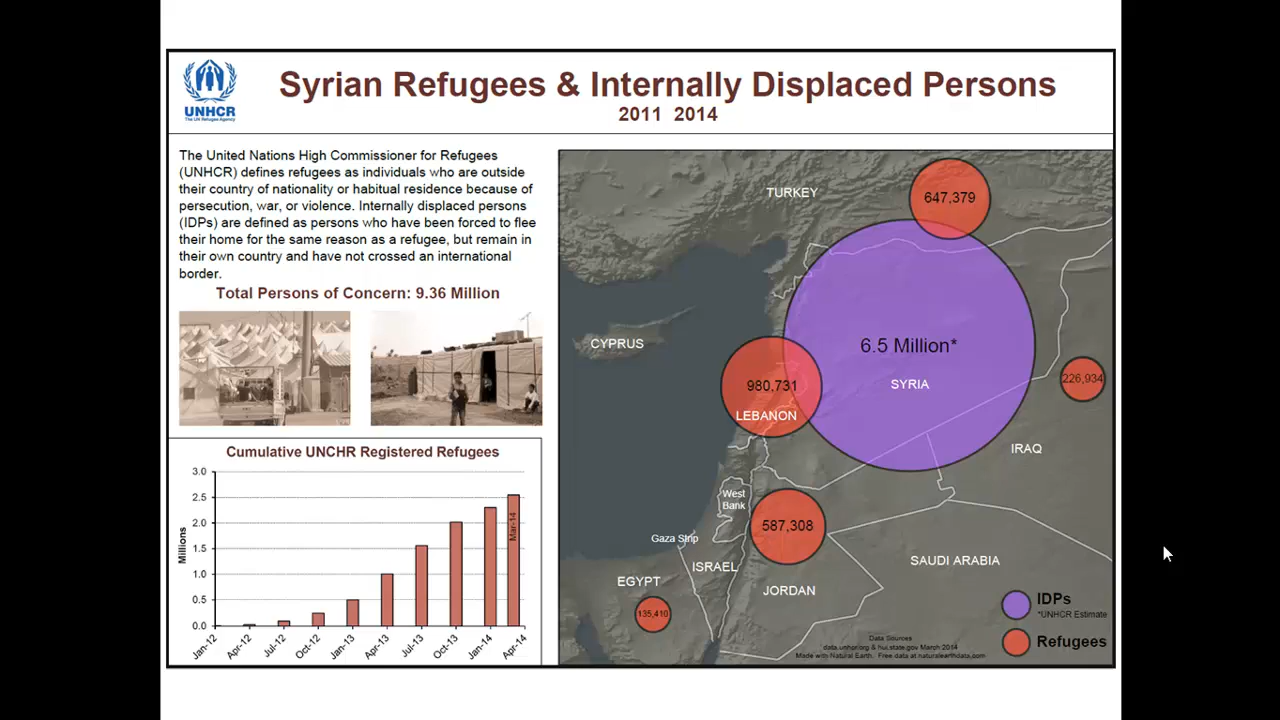 UNHCR
The UN Refugee Agency
Syrian Refugees & Internally Displaced Persons
2011 2014
The United Nations High Commissioner for Refugees
(UNHCR) defines refugees as individuals who are outside
their country of nationality or habitual residence because of
persecution, war, or violence. Internally displaced persons
(IDPs) are defined as persons who have been forced to flee
their home for the same reason as a refugee, but remain in
their own country and have not crossed an international
border.
Total Persons of Concern: 9.36 Million
Cumulative UNCHR Registered Refugees
Millions
3.0
2.5
2.0
1.5
1.0
0.5
0.0
Mar-14
Jan-12
Apr-12
Jul-12
Oct-12
Jan-13
Apr-13
Jul-13
Oct-13
Jan-14
Apr-14
TURKEY
647,379
CYPRUS
6.5 Million*
SYRIA
980,731
LEBANON
226,934
IRAQ
West
Bank
587,308
Gaza Strip
ISRAEL
EGYPT
135,410
JORDAN
SAUDI ARABIA
IDPs
*UNHCR Estimate
Refugees
Data Sources
data.unhcr.org & hiu.state.gov March 2014
Made with Natural Earth. Free data at naturalearthdata.com